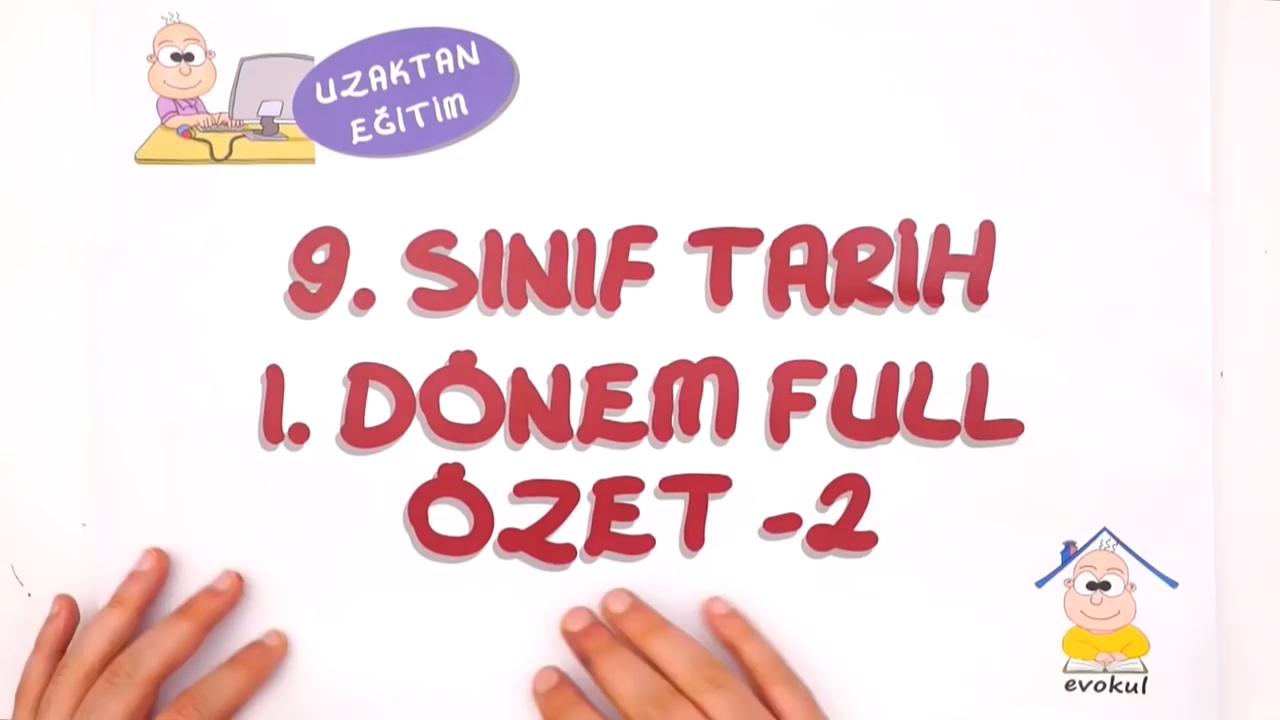 UZAKTAN
EĞİTİM
9. SINIF TARİH
1. DÖNEM FULL
ÖZET -2
evokul